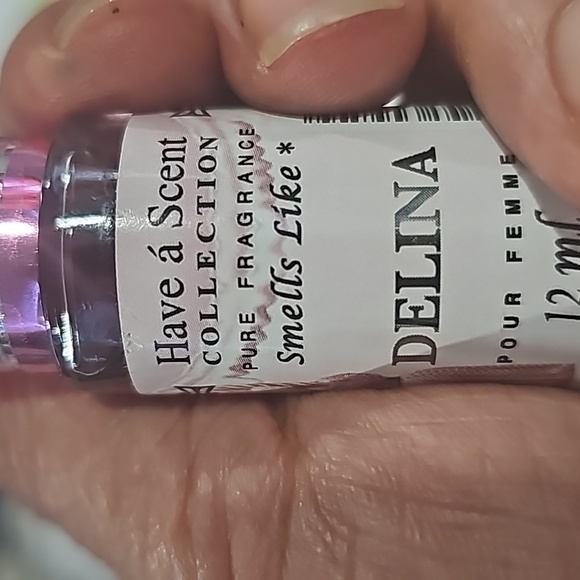 Have á Scent
COLLECTION
PURE FRAGRANCE
Smells Like *
DELINA
POUR FEMME
12 ml